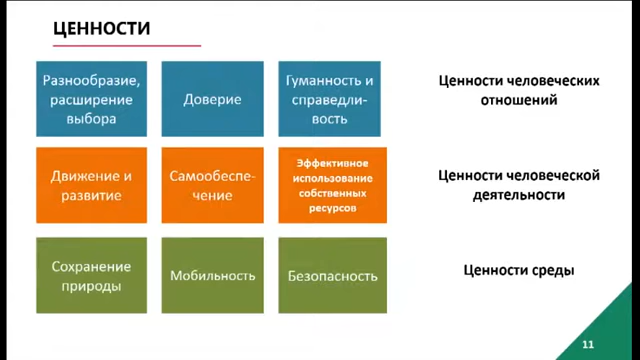 ЦЕННОСТИ
Разнообразие,
расширение
выбора
Доверие
Гуманность и
справедли-
вость
Ценности человеческих
отношений
Движение и
развитие
Самообеспе-
чение
Эффективное
использование
собственных
ресурсов
Ценности человеческой
деятельности
Сохранение
природы
Мобильность
Безопасность
Ценности среды
11